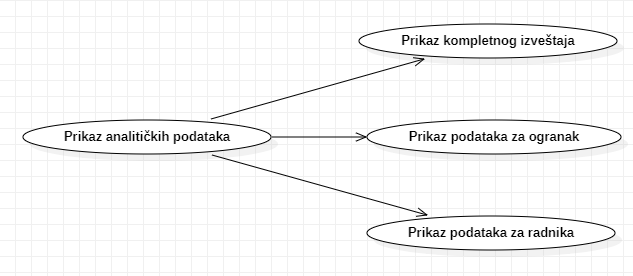 Prikaz kompletnog izveštaja
Prikaz analitičkih podataka
Prikaz podataka za ogranak
Prikaz podataka za radnika